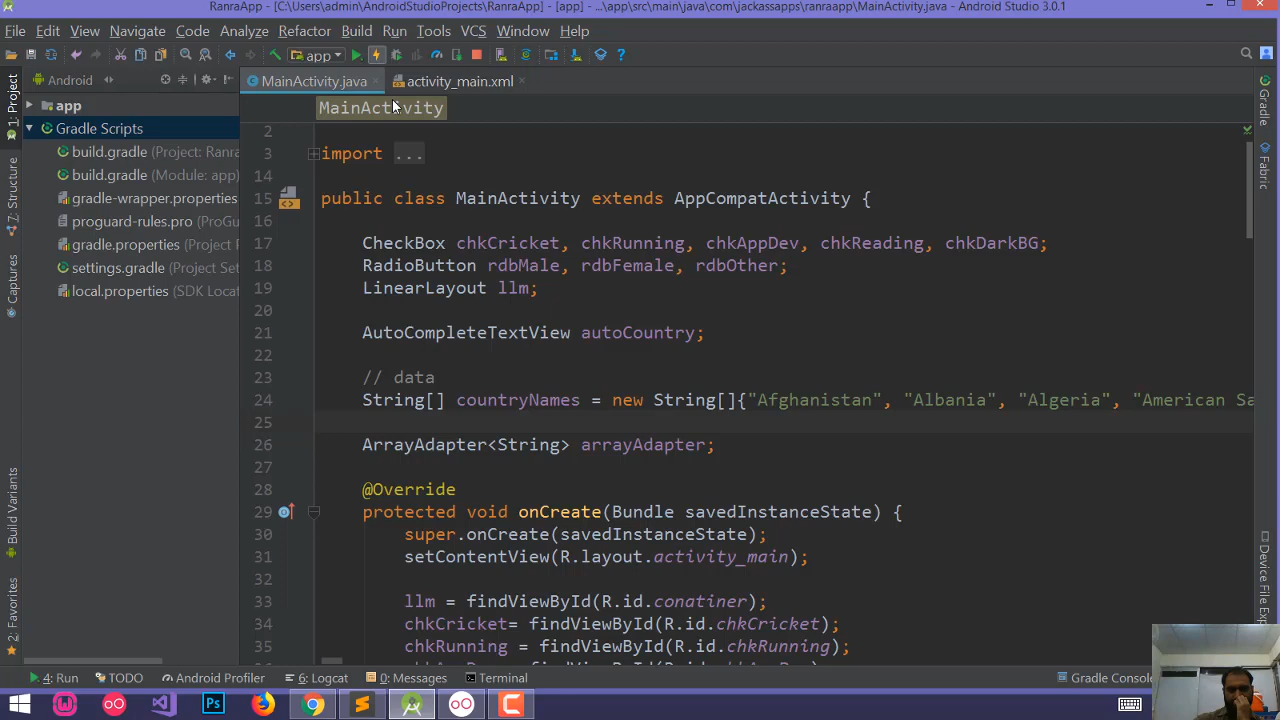 RanraApp - [C:\Users\admin\AndroidStudioProjects\RanraApp] - [app] - ...\app\src\main\java\com\jackassapps\ranraapp\MainActivity.java - Android Studio 3.0.1
File Edit View Navigate Code Analyze Refactor Build Run Tools VCS Window Help
app
Android
MainActivity.java
activity_main.xml
1: Project
7: Structure
Captures
Build Variants
2: Favorites
app
Gradle Scripts
build.gradle (Project: Ranra
build.gradle (Module: app)
gradle-wrapper.properties
proguard-rules.pro (ProGu
gradle.properties (Project P
settings.gradle (Project Set
local.properties (SDK Locat
MainActivity
2
3 import ...
14
15 public class MainActivity extends AppCompatActivity {
16
17 CheckBox chkCricket, chkRunning, chkAppDev, chkReading, chkDarkBG;
18 RadioButton rdbMale, rdbFemale, rdbOther;
19 LinearLayout llm;
20
21 AutoCompleteTextView autoCountry;
22
23 // data
24 String[] countryNames = new String[]{"Afghanistan", "Albania", "Algeria", "American Sa
25
26 ArrayAdapter<String> arrayAdapter;
27
28 @Override
29 protected void onCreate(Bundle savedInstanceState) {
30 super.onCreate(savedInstanceState);
31 setContentView(R.layout.activity_main);
32
33 llm = findViewById(R.id.conatiner);
34 chkCricket= findViewById(R.id.chkCricket);
35 chkRunning = findViewById(R.id.chkRunning);
Gradle
Fabric
Device File Exp
4: Run TODO Android Profiler 6: Logcat 0: Messages Terminal Gradle Conso
Ps